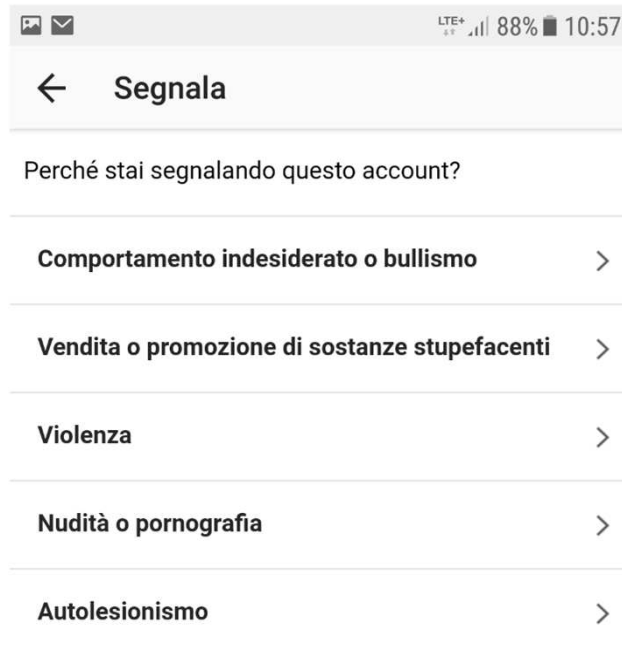 LTE+ 88% 10:57
Segnala
Perché stai segnalando questo account?
Comportamento indesiderato o bullismo
Vendita o promozione di sostanze stupefacenti
Violenza
Nudità o pornografia
Autolesionismo